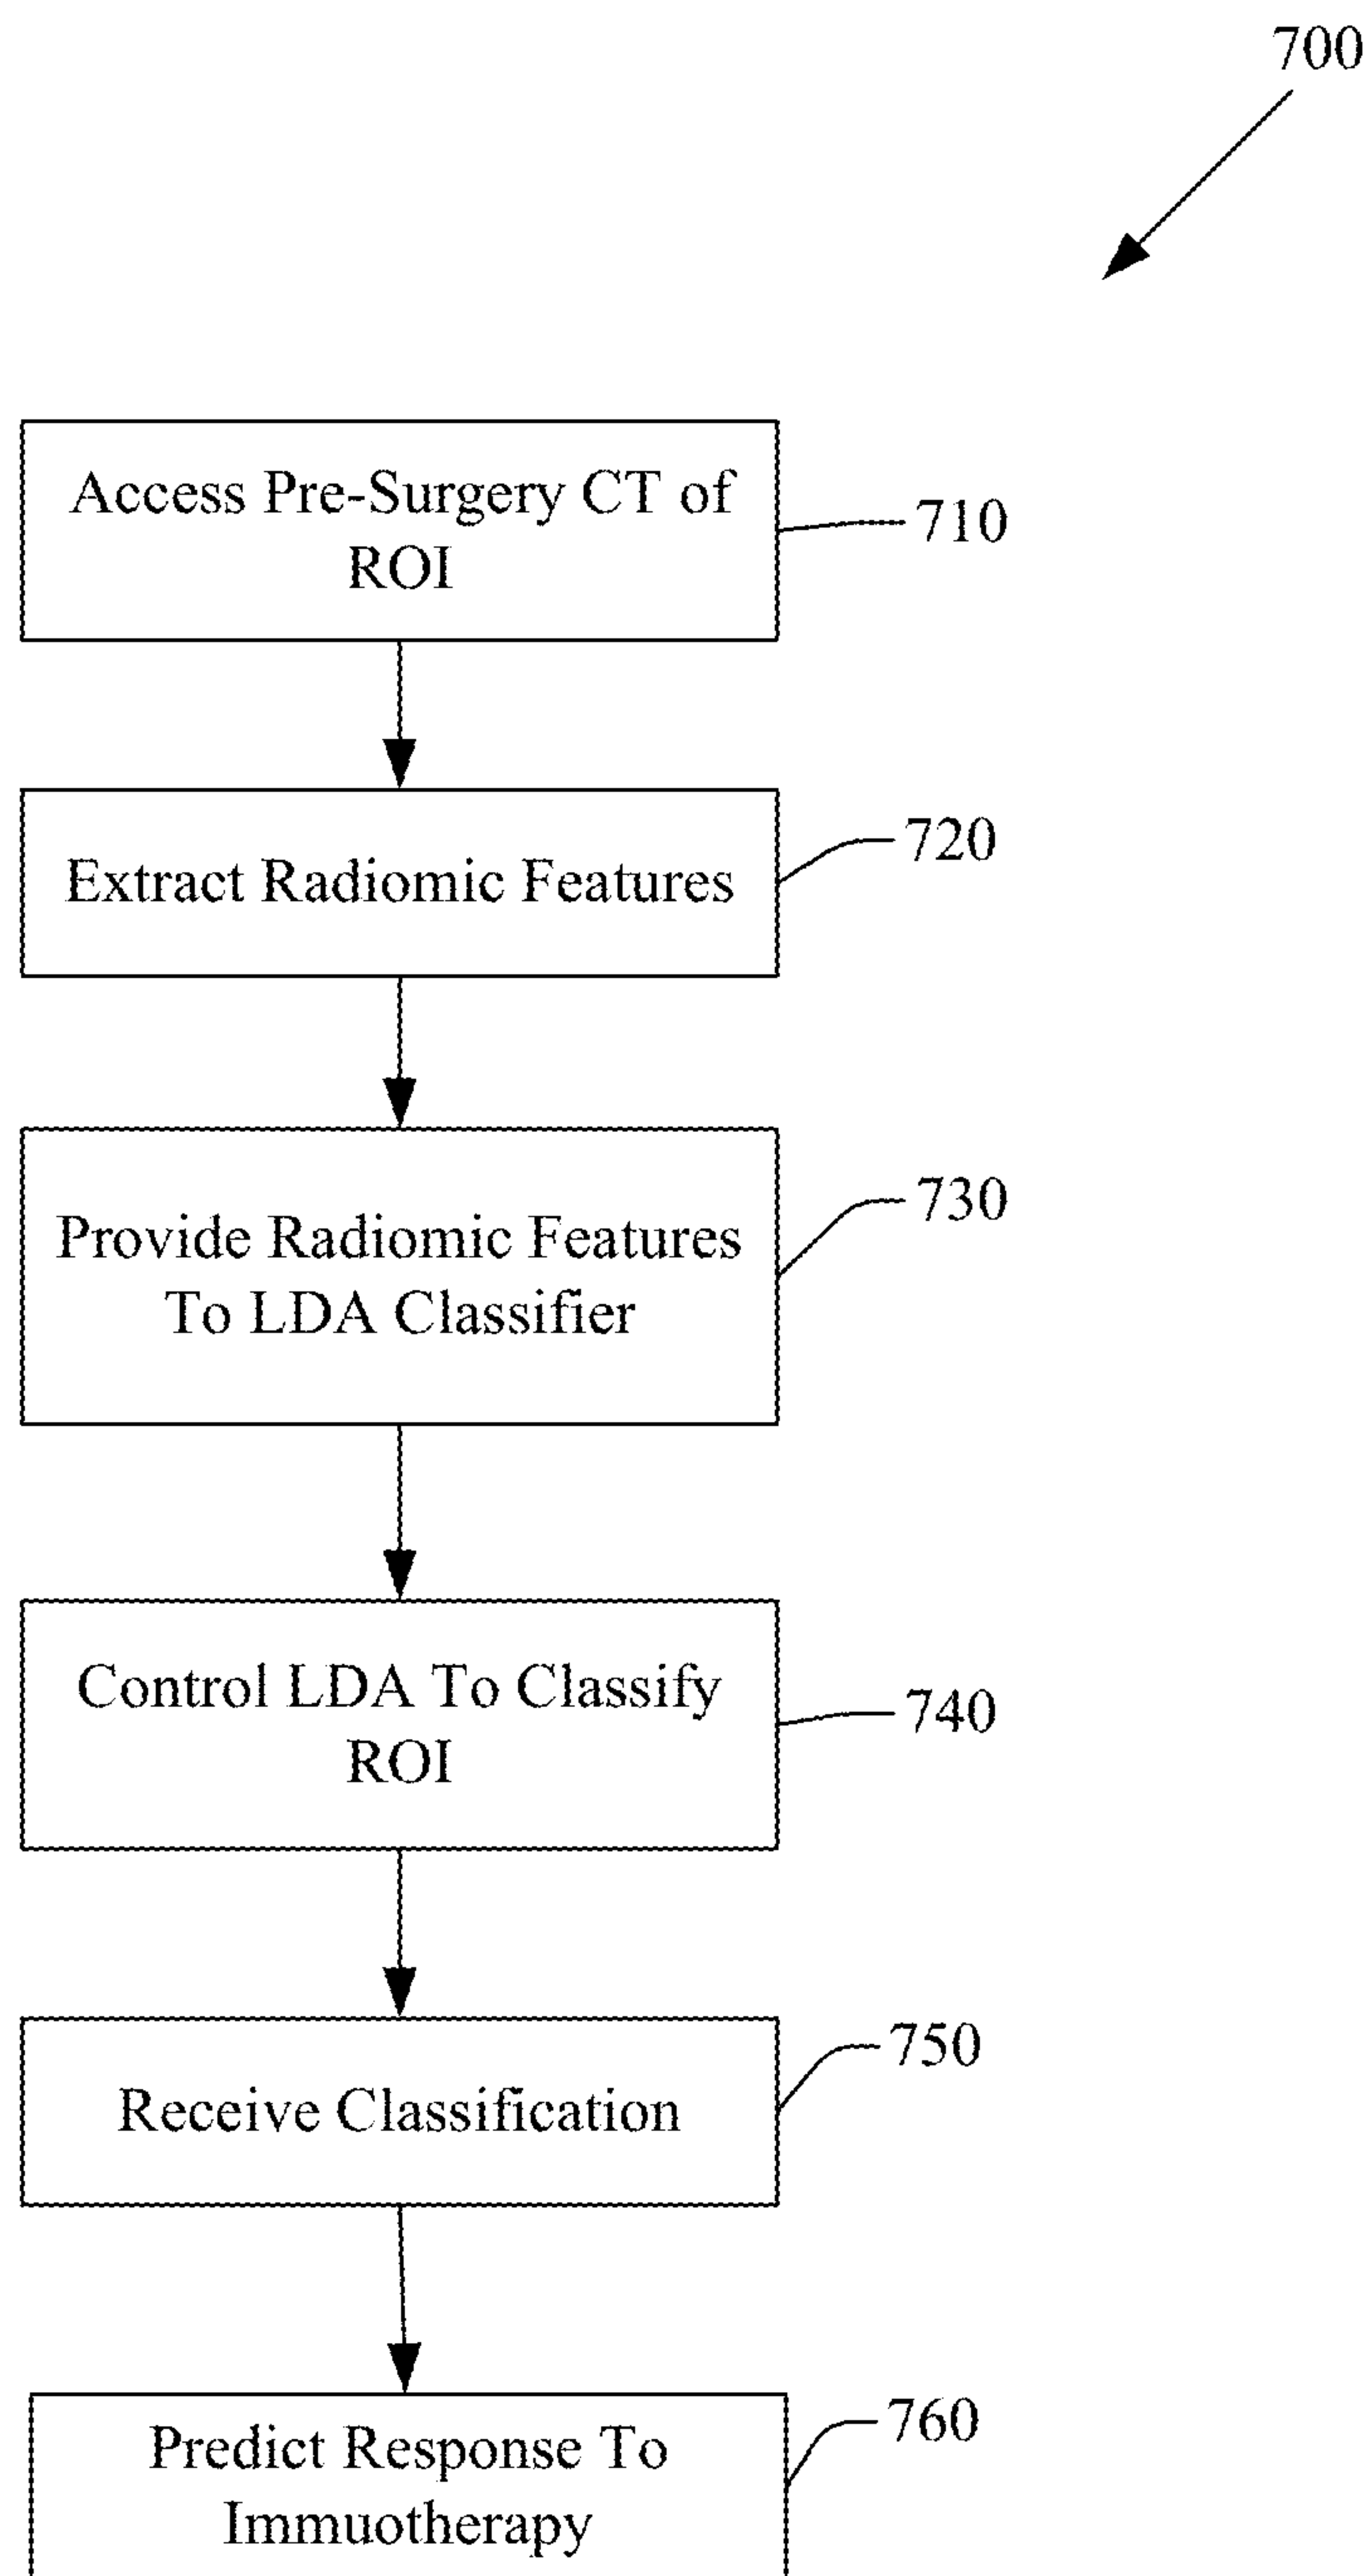 700
Access Pre-Surgery CT of
ROI
710
Extract Radiomic Features
720
Provide Radiomic Features
To LDA Classifier
730
Control LDA To Classify
ROI
740
Receive Classification
750
Predict Response To
Immuotherapy
760